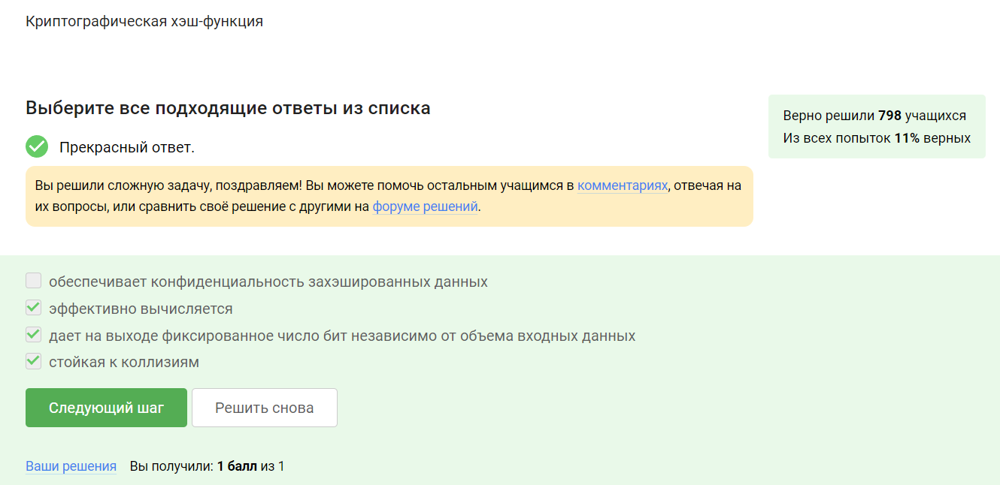 Криптографическая хэш-функция
Выберите все подходящие ответы из списка
Верно решили 798 учащихся
Из всех попыток 11% верных
Прекрасный ответ.
Вы решили сложную задачу, поздравляем! Вы можете помочь остальным учащимся в комментариях, отвечая на
их вопросы, или сравнить своё решение с другими на форуме решений.
обеспечивает конфиденциальность захэшированных данных
эффективно вычисляется
дает на выходе фиксированное число бит независимо от объема входных данных
стойкая к коллизиям
Следующий шаг
Решить снова
Ваши решения Вы получили: 1 балл из 1